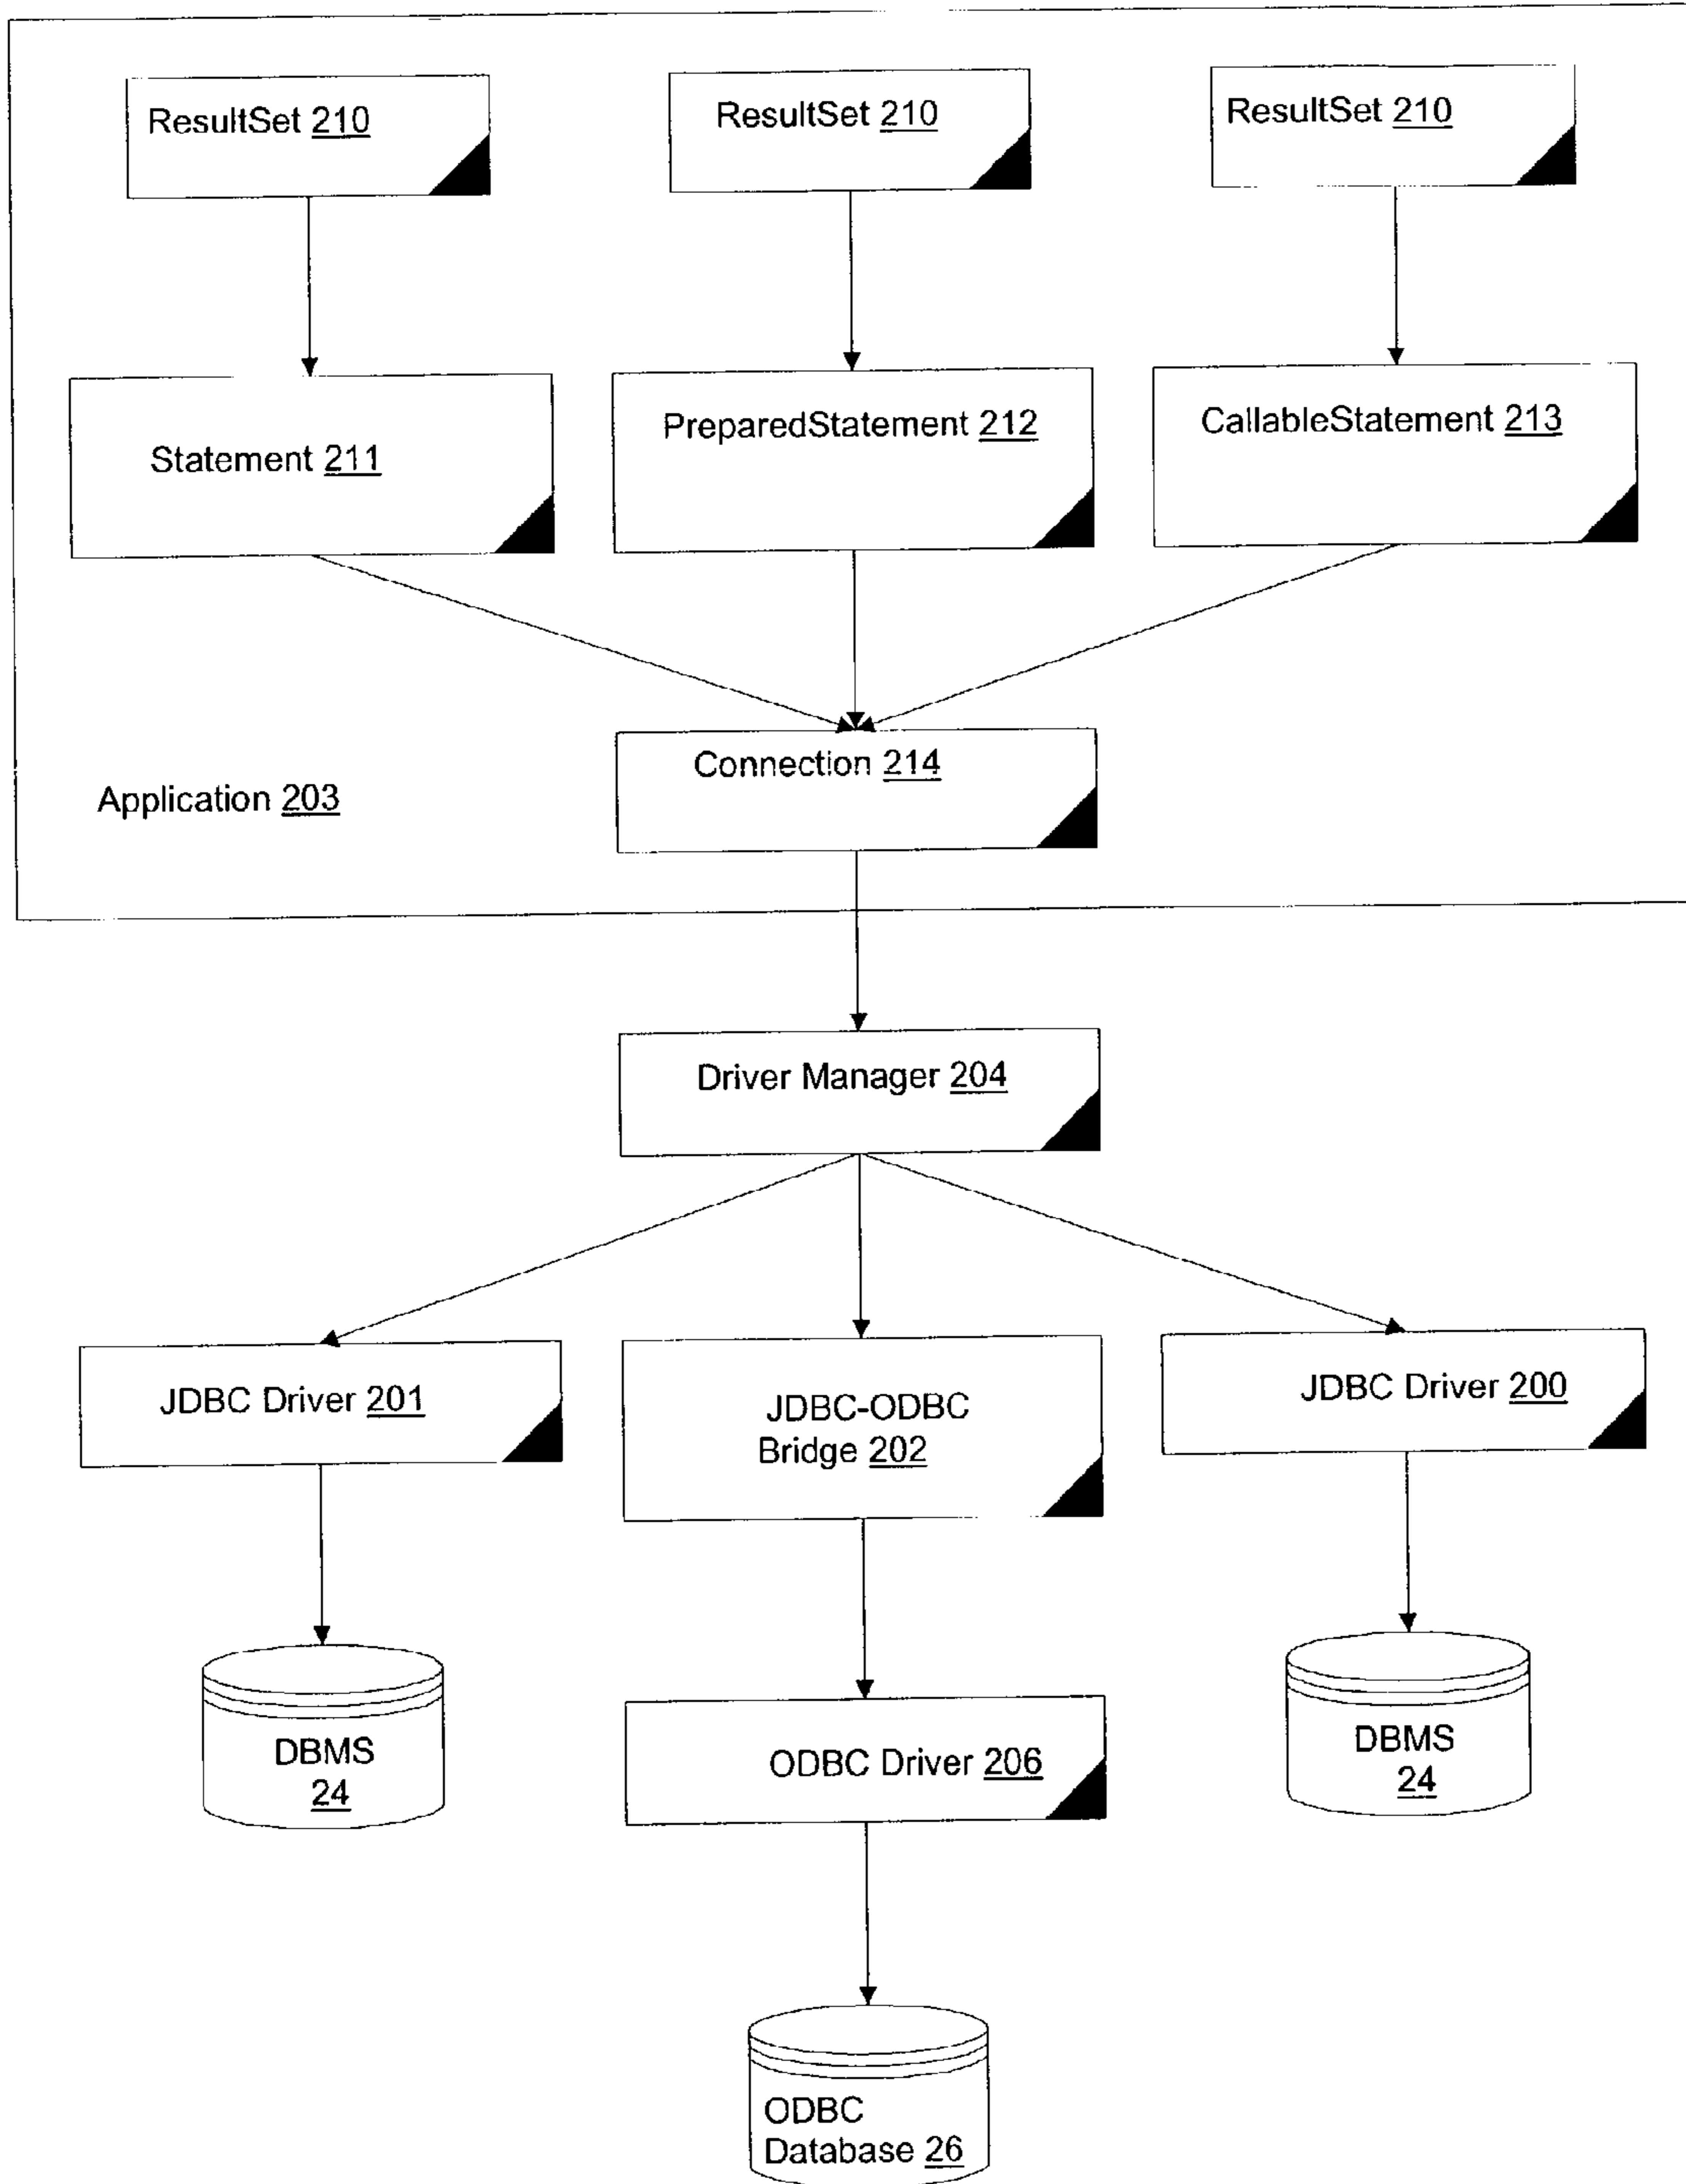 ResultSet 210
ResultSet 210
ResultSet 210
Statement 211
PreparedStatement 212
CallableStatement 213
Connection 214
Application 203
Driver Manager 204
JDBC Driver 201
JDBC-ODBC
Bridge 202
JDBC Driver 200
DBMS
24
ODBC Driver 206
DBMS
24
ODBC
Database 26